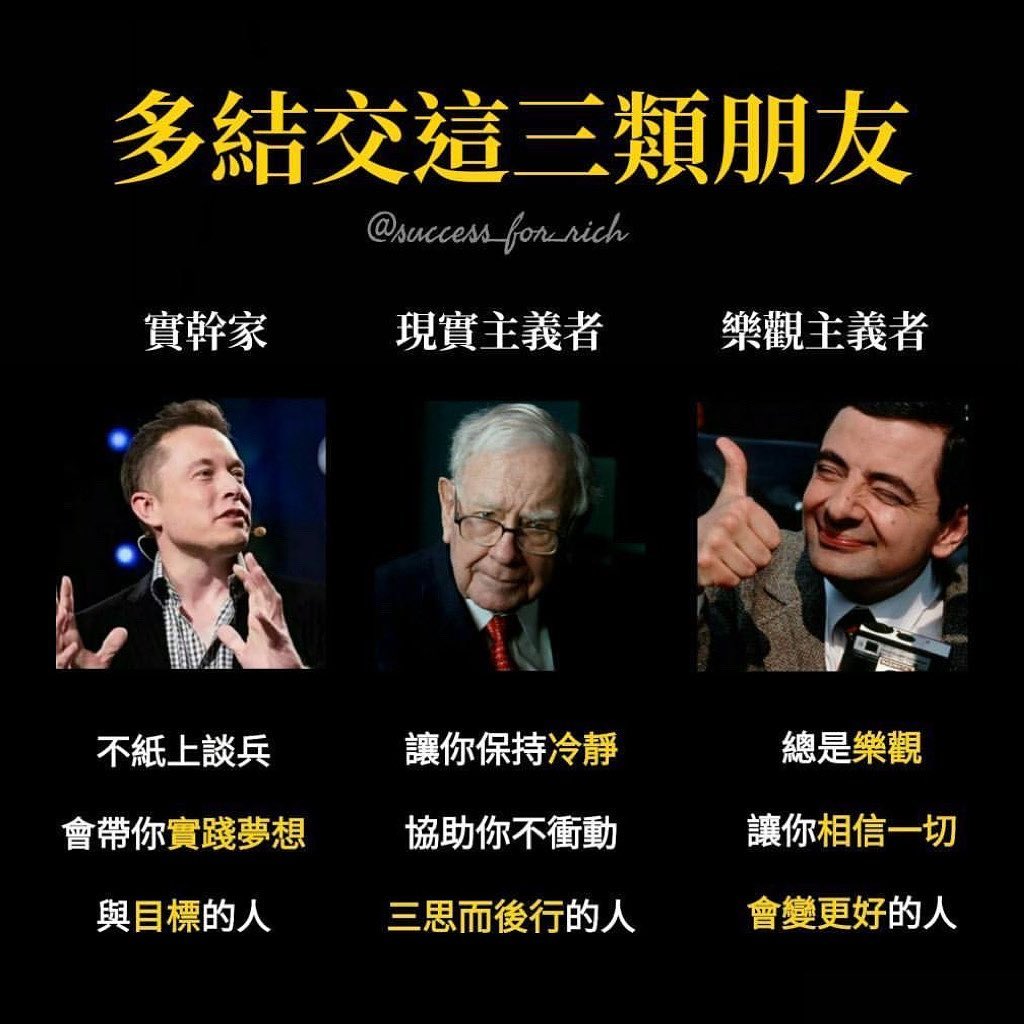 多結交這三類朋友
@success_for_rich
實幹家
現實主義者
樂觀主義者
不紙上談兵
會帶你實踐夢想
與目標的人
讓你保持冷靜
協助你不衝動
三思而後行的人
總是樂觀
讓你相信一切
會變更好的人